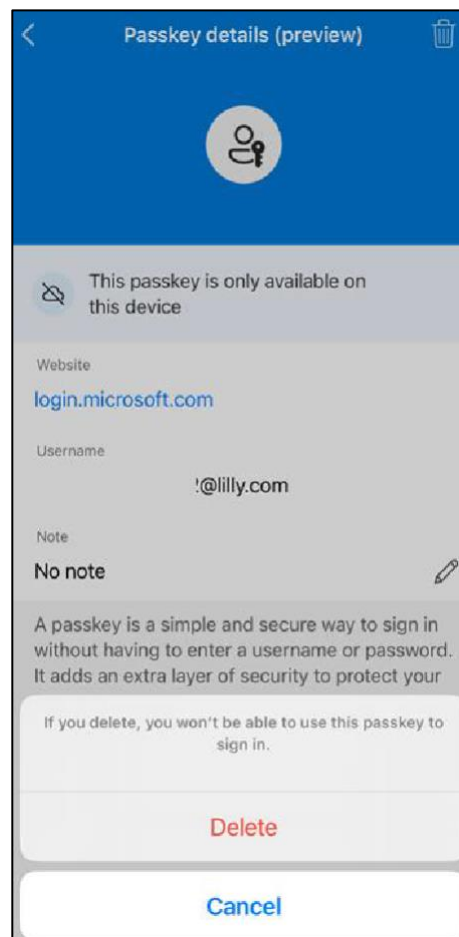 Passkey details (preview)
This passkey is only available on
this device
Website
login.microsoft.com
Username
!@lilly.com
Note
No note
A passkey is a simple and secure way to sign in
without having to enter a username or password.
It adds an extra layer of security to protect your
If you delete, you won't be able to use this passkey to
sign in.
Delete
Cancel